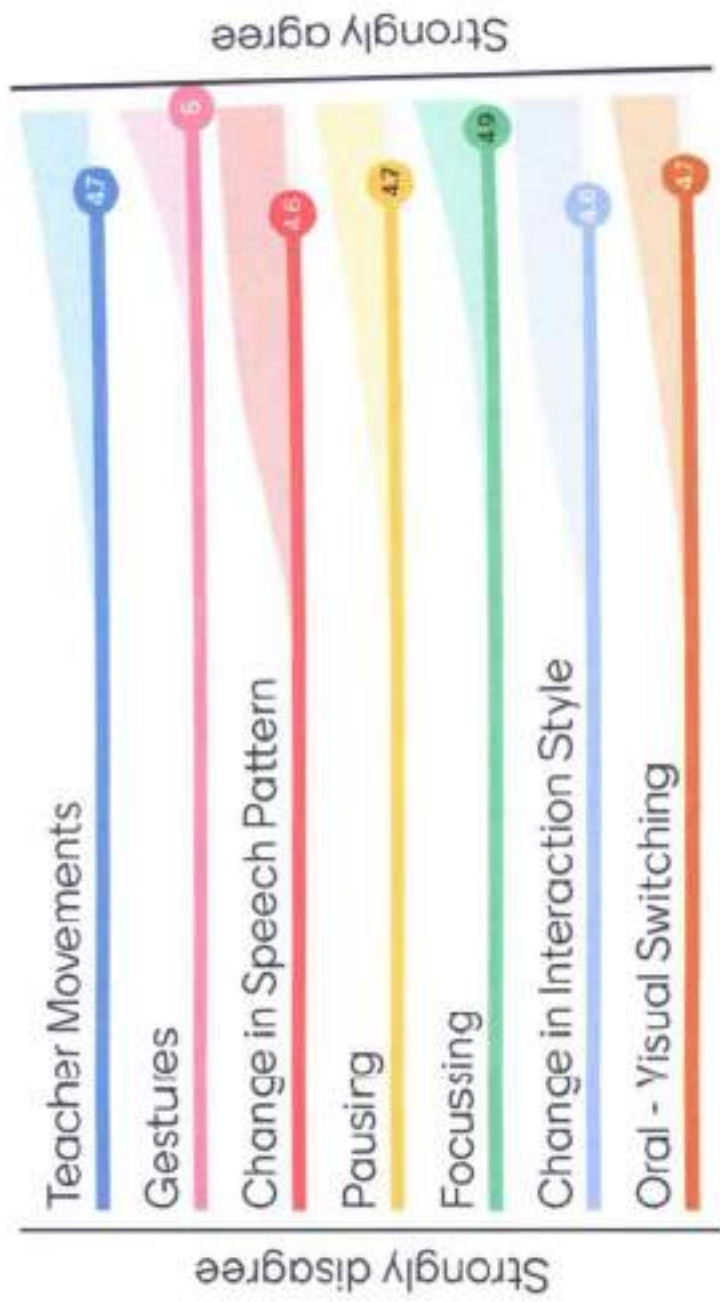 Strongly disagree
Teacher Movements
4.7
Gestures
5
Change in Speech Pattern
4.6
Pausing
4.7
Focussing
4.9
Change in Interaction Style
Oral - Visual Switching
4.7
Strongly agree